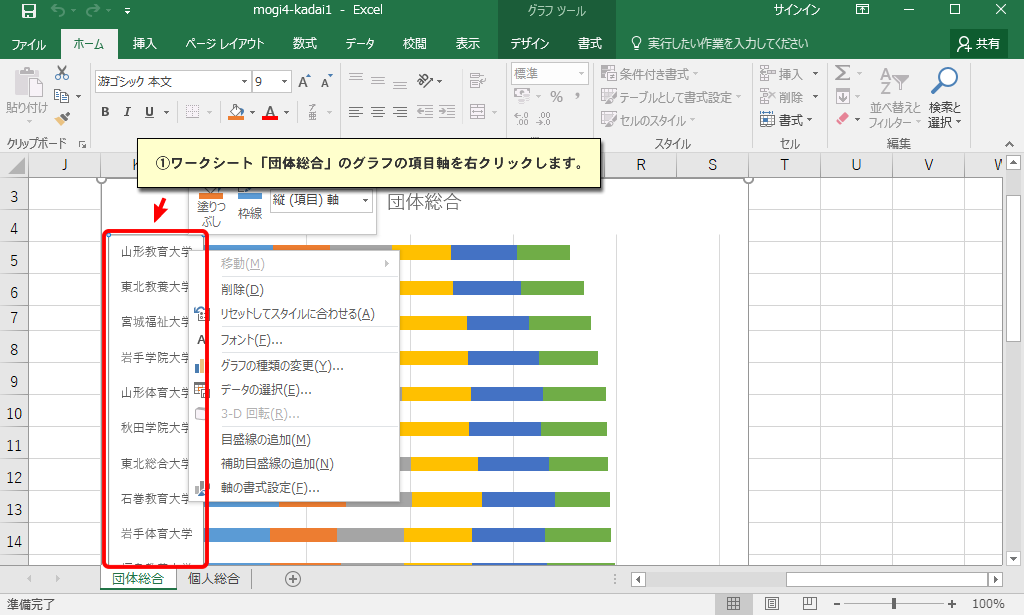 mogi4-kadai1 - Excel
グラフ ツール
サインイン
ファイル ホーム 挿入 ページ レイアウト 数式 データ 校閲 表示 デザイン 書式 実行したい作業を入力してください 共有
貼り付け
クリップボード
游ゴシック 本文 9
B I U
標準
%
条件付き書式
テーブルとして書式設定
セルのスタイル
スタイル
挿入
削除
書式
セル
並べ替えと
フィルター
検索と
選択
編集
①ワークシート「団体総合」のグラフの項目軸を右クリックします。
J K R S T U V W
塗りつ
ぶし
枠線
縦 (項目) 軸
団体総合
3
4
5
6
7
8
9
10
11
12
13
14
山形教育大学
東北教養大学
宮城福祉大学
岩手学院大学
山形体育大学
秋田学院大学
東北総合大学
石巻教育大学
岩手体育大学
移動(M)
削除(D)
リセットしてスタイルに合わせる(A)
フォント(F)...
グラフの種類の変更(Y)...
データの選択(E)...
3-D 回転(R)...
目盛線の追加(M)
補助目盛線の追加(N)
軸の書式設定(F)...
団体総合 個人総合
準備完了
100%